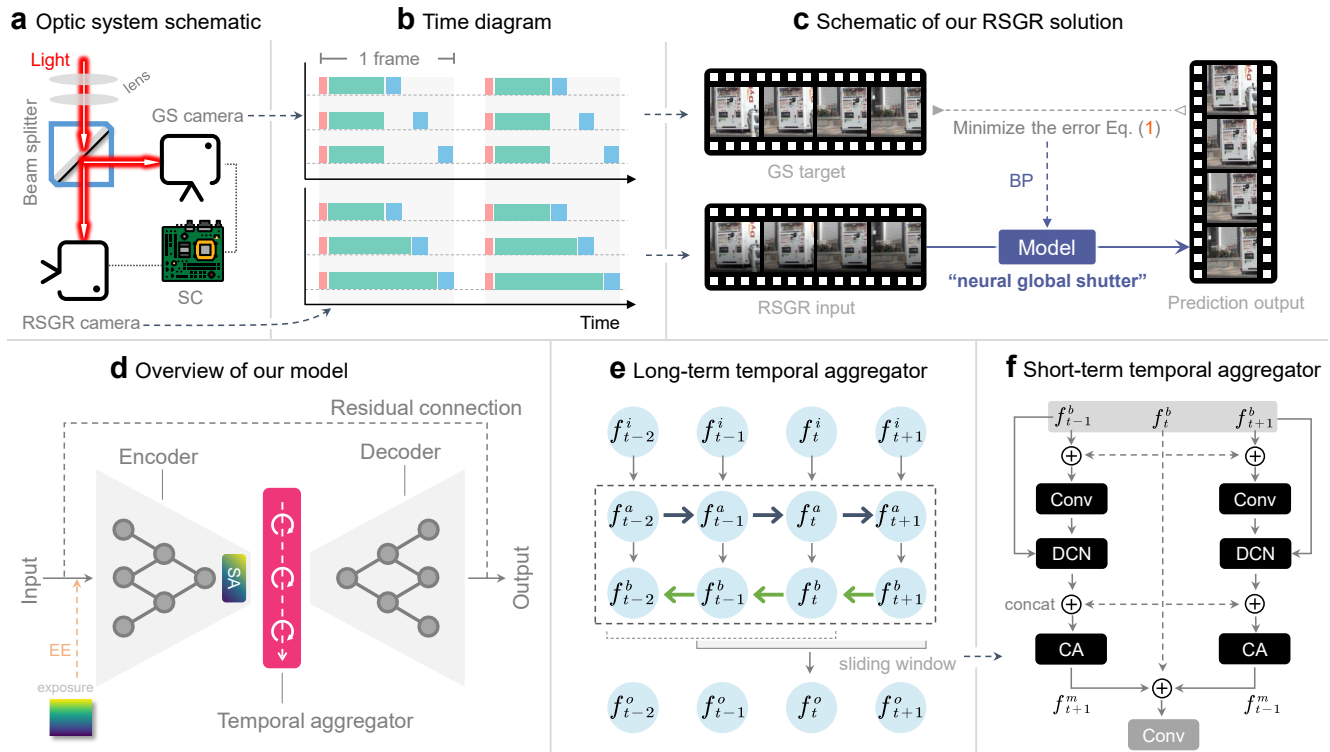 a Optic system schematic
Light
lens
Beam splitter
GS camera
SC
RSGR camera
b Time diagram
1 frame
Time
c Schematic of our RSGR solution
GS target
Minimize the error Eq. (1)
BP
RSGR input
Model
“neural global shutter”
Prediction output
d Overview of our model
Residual connection
Encoder
Decoder
Input
SA
Output
EE
exposure
Temporal aggregator
e Long-term temporal aggregator
f^i_{t-2} f^i_{t-1} f^i_t f^i_{t+1}
f^a_{t-2} f^a_{t-1} f^a_t f^a_{t+1}
f^b_{t-2} f^b_{t-1} f^b_t f^b_{t+1}
sliding window
f^o_{t-2} f^o_{t-1} f^o_t f^o_{t+1}
f Short-term temporal aggregator
f^b_{t-1} f^b_t f^b_{t+1}
Conv Conv
DCN DCN
concat
CA CA
f^m_{t+1} f^m_{t-1}
Conv